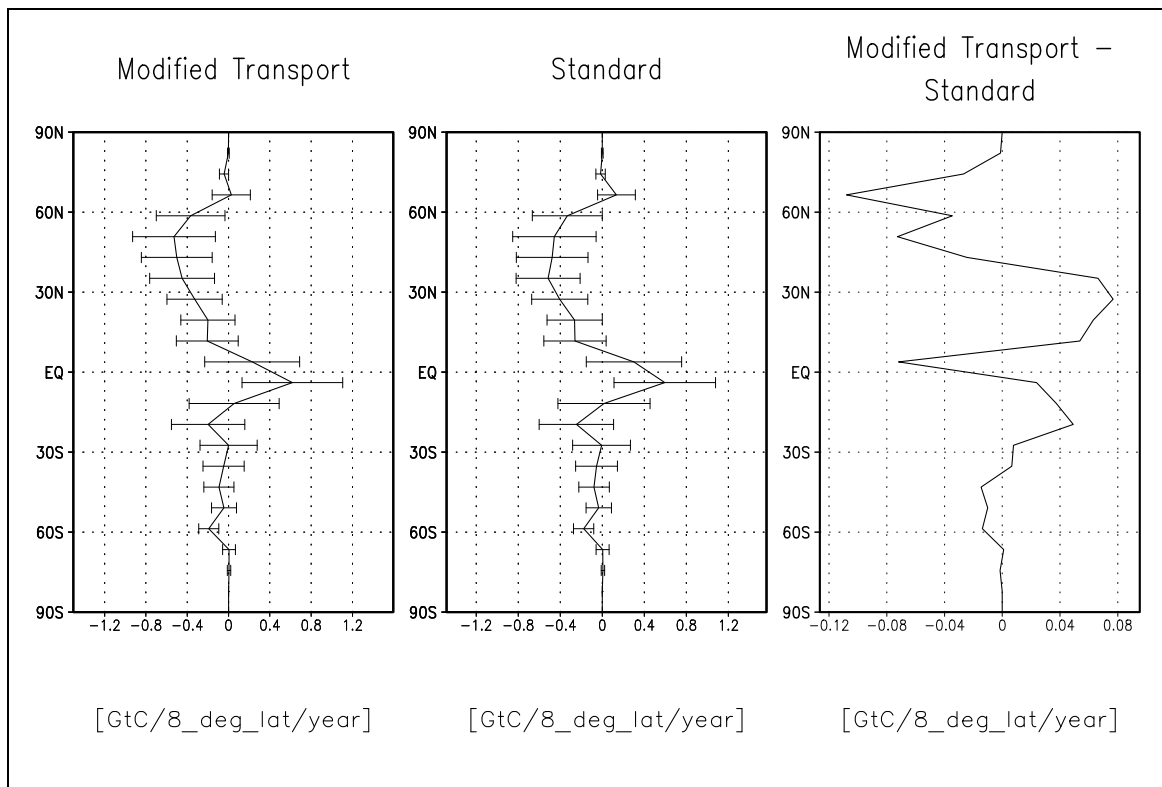 Modified Transport
Standard
Modified Transport –
Standard
90N
60N
30N
EQ
30S
60S
90S
−1.2 −0.8 −0.4 0 0.4 0.8 1.2
[GtC/8_deg_lat/year]
90N
60N
30N
EQ
30S
60S
90S
−1.2 −0.8 −0.4 0 0.4 0.8 1.2
[GtC/8_deg_lat/year]
90N
60N
30N
EQ
30S
60S
90S
−0.12 −0.08 −0.04 0 0.04 0.08
[GtC/8_deg_lat/year]